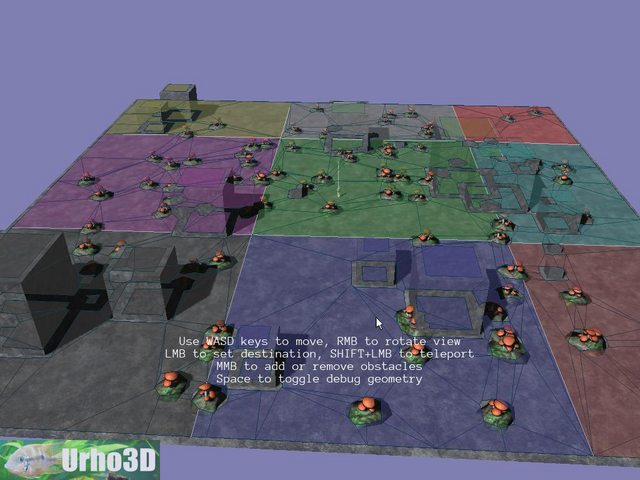 Use WASD keys to move, RMB to rotate view
LMB to set destination, SHIFT+LMB to teleport
MMB to add or remove obstacles
Space to toggle debug geometry
Urho3D